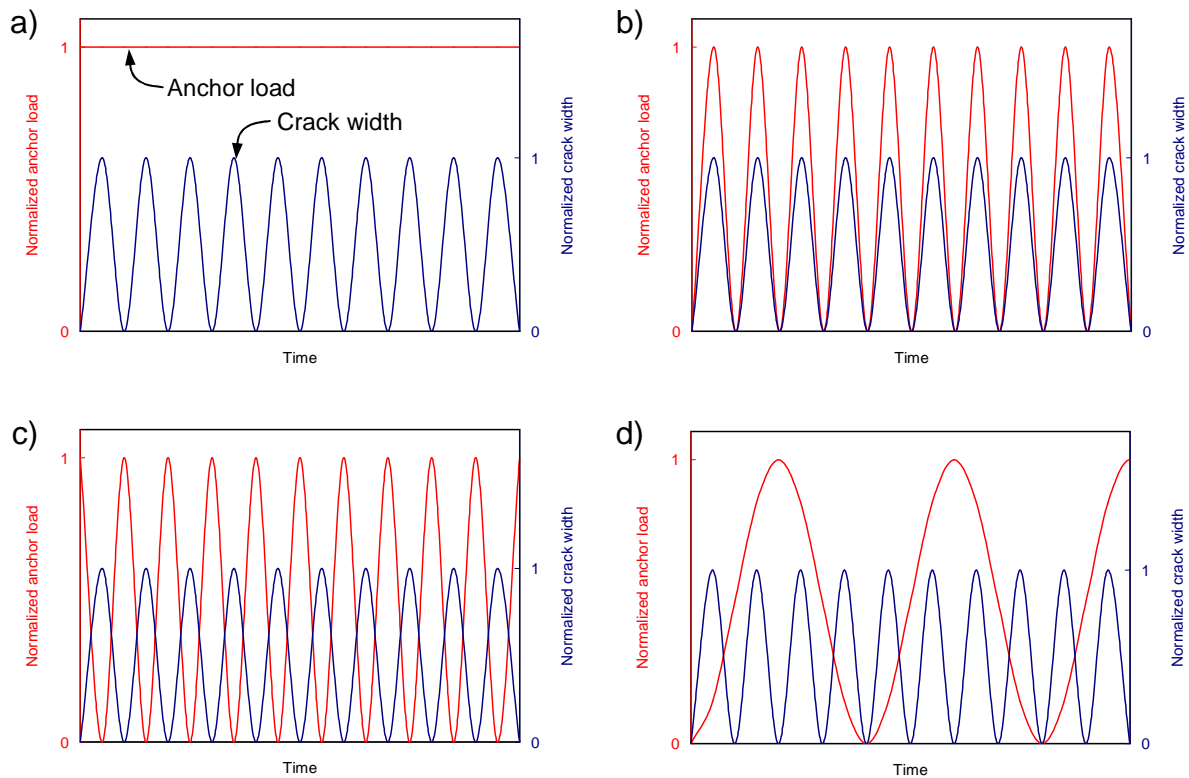 a)
1
Anchor load
Crack width
1
Normalized anchor load
Normalized crack width
0
0
Time
b)
1
1
Normalized anchor load
Normalized crack width
0
0
Time
c)
1
1
Normalized anchor load
Normalized crack width
0
0
Time
d)
1
1
Normalized anchor load
Normalized crack width
0
0
Time